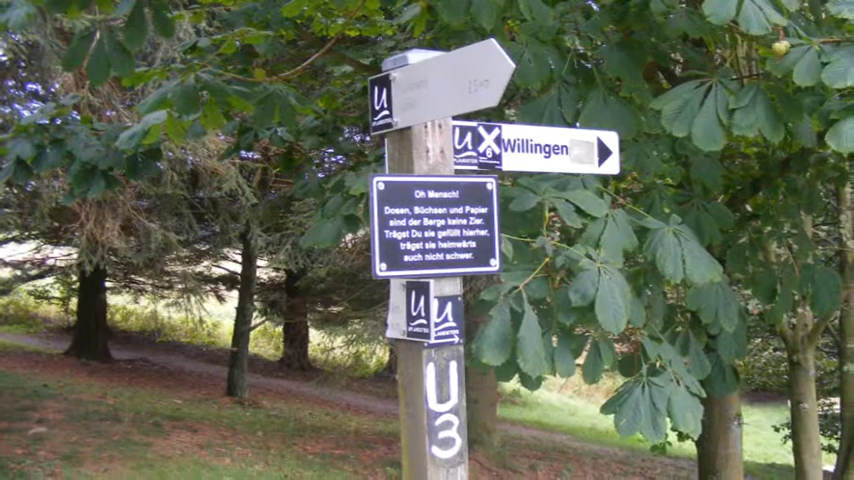 U
U X
Willingen
Oh Mensch!
Dosen, Büchsen und Papier
sind der Berge keine Zier.
Trägst Du sie gefüllt hierher,
trägst sie heimwärts
auch nicht schwer.
U
U
U
3